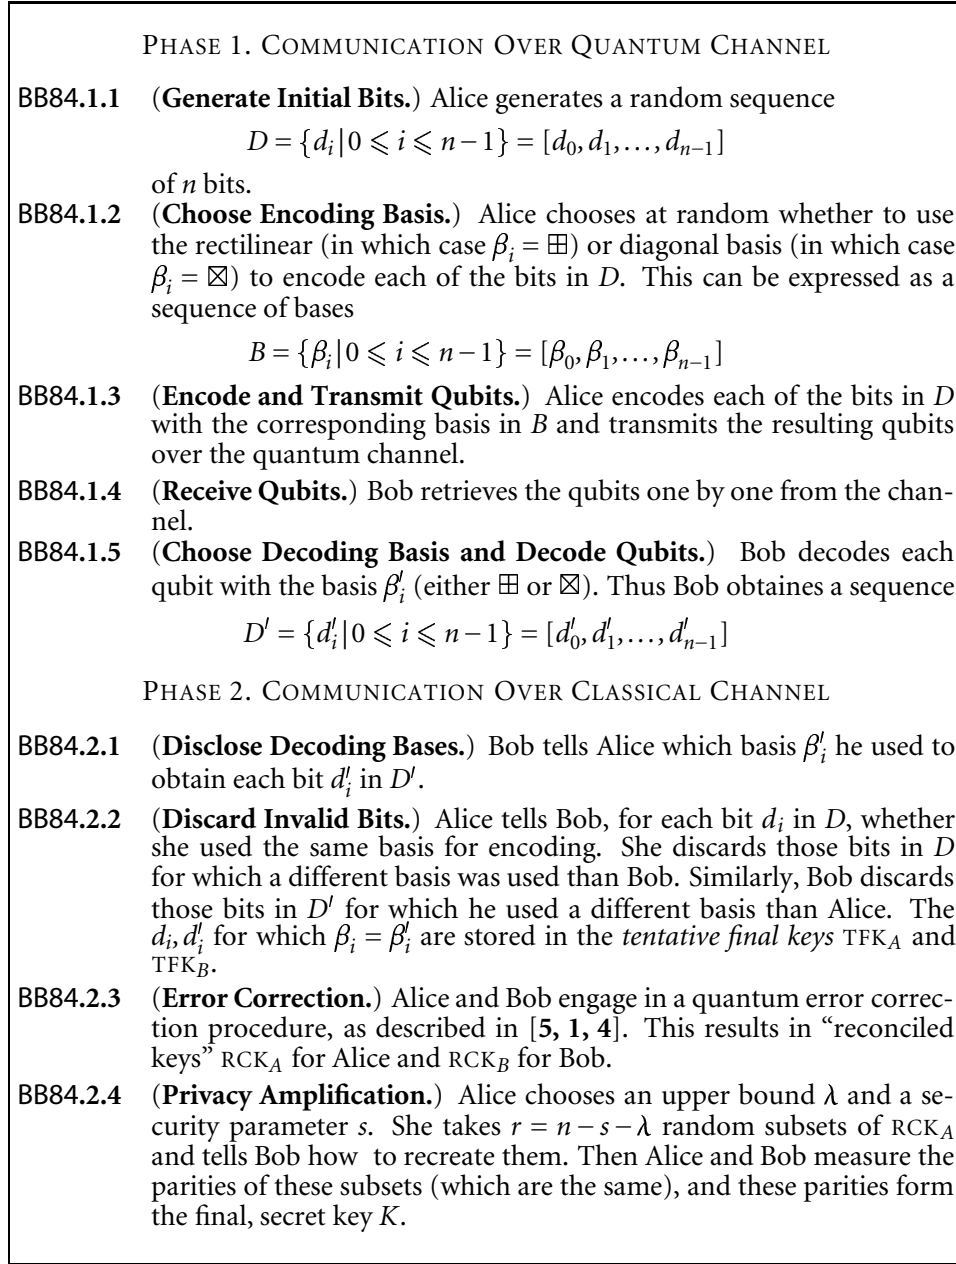 PHASE 1. COMMUNICATION OVER QUANTUM CHANNEL
BB84.1.1 (Generate Initial Bits.) Alice generates a random sequence
D = {d_i | 0 ⩽ i ⩽ n − 1} = [d_0, d_1, …, d_{n−1}]
of n bits.
BB84.1.2 (Choose Encoding Basis.) Alice chooses at random whether to use
the rectilinear (in which case β_i = ⊞) or diagonal basis (in which case
β_i = ⊠) to encode each of the bits in D. This can be expressed as a
sequence of bases
B = {β_i | 0 ⩽ i ⩽ n − 1} = [β_0, β_1, …, β_{n−1}]
BB84.1.3 (Encode and Transmit Qubits.) Alice encodes each of the bits in D
with the corresponding basis in B and transmits the resulting qubits
over the quantum channel.
BB84.1.4 (Receive Qubits.) Bob retrieves the qubits one by one from the chan-
nel.
BB84.1.5 (Choose Decoding Basis and Decode Qubits.) Bob decodes each
qubit with the basis β′_i (either ⊞ or ⊠). Thus Bob obtaines a sequence
D′ = {d′_i | 0 ⩽ i ⩽ n − 1} = [d′_0, d′_1, …, d′_{n−1}]
PHASE 2. COMMUNICATION OVER CLASSICAL CHANNEL
BB84.2.1 (Disclose Decoding Bases.) Bob tells Alice which basis β′_i he used to
obtain each bit d′_i in D′.
BB84.2.2 (Discard Invalid Bits.) Alice tells Bob, for each bit d_i in D, whether
she used the same basis for encoding. She discards those bits in D
for which a different basis was used than Bob. Similarly, Bob discards
those bits in D′ for which he used a different basis than Alice. The
d_i, d′_i for which β_i = β′_i are stored in the tentative final keys TFK_A and
TFK_B.
BB84.2.3 (Error Correction.) Alice and Bob engage in a quantum error correc-
tion procedure, as described in [5, 1, 4]. This results in “reconciled
keys” RCK_A for Alice and RCK_B for Bob.
BB84.2.4 (Privacy Amplification.) Alice chooses an upper bound λ and a se-
curity parameter s. She takes r = n − s − λ random subsets of RCK_A
and tells Bob how to recreate them. Then Alice and Bob measure the
parities of these subsets (which are the same), and these parities form
the final, secret key K.